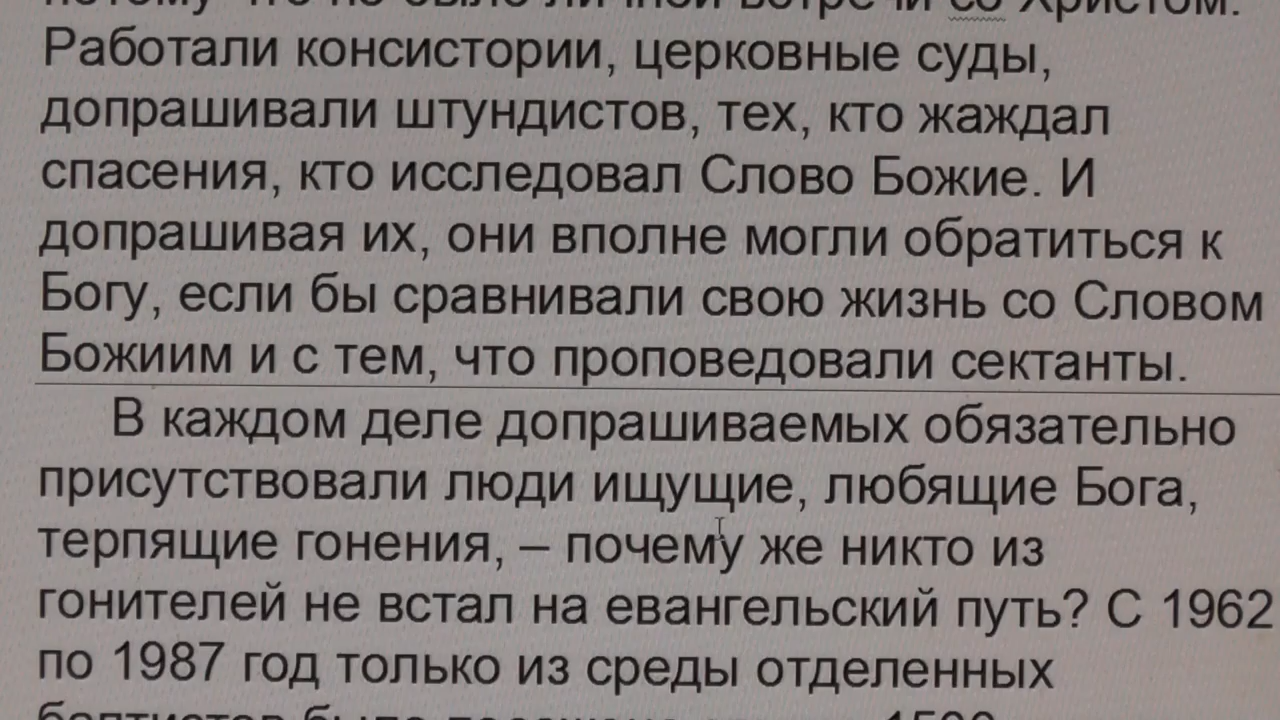 со Христом.
Работали консистории, церковные суды,
допрашивали штундистов, тех, кто жаждал
спасения, кто исследовал Слово Божие. И
допрашивая их, они вполне могли обратиться к
Богу, если бы сравнивали свою жизнь со Словом
Божиим и с тем, что проповедовали сектанты.
В каждом деле допрашиваемых обязательно
присутствовали люди ищущие, любящие Бога,
терпящие гонения, – почему же никто из
гонителей не встал на евангельский путь? С 1962
по 1987 год только из среды отделенных